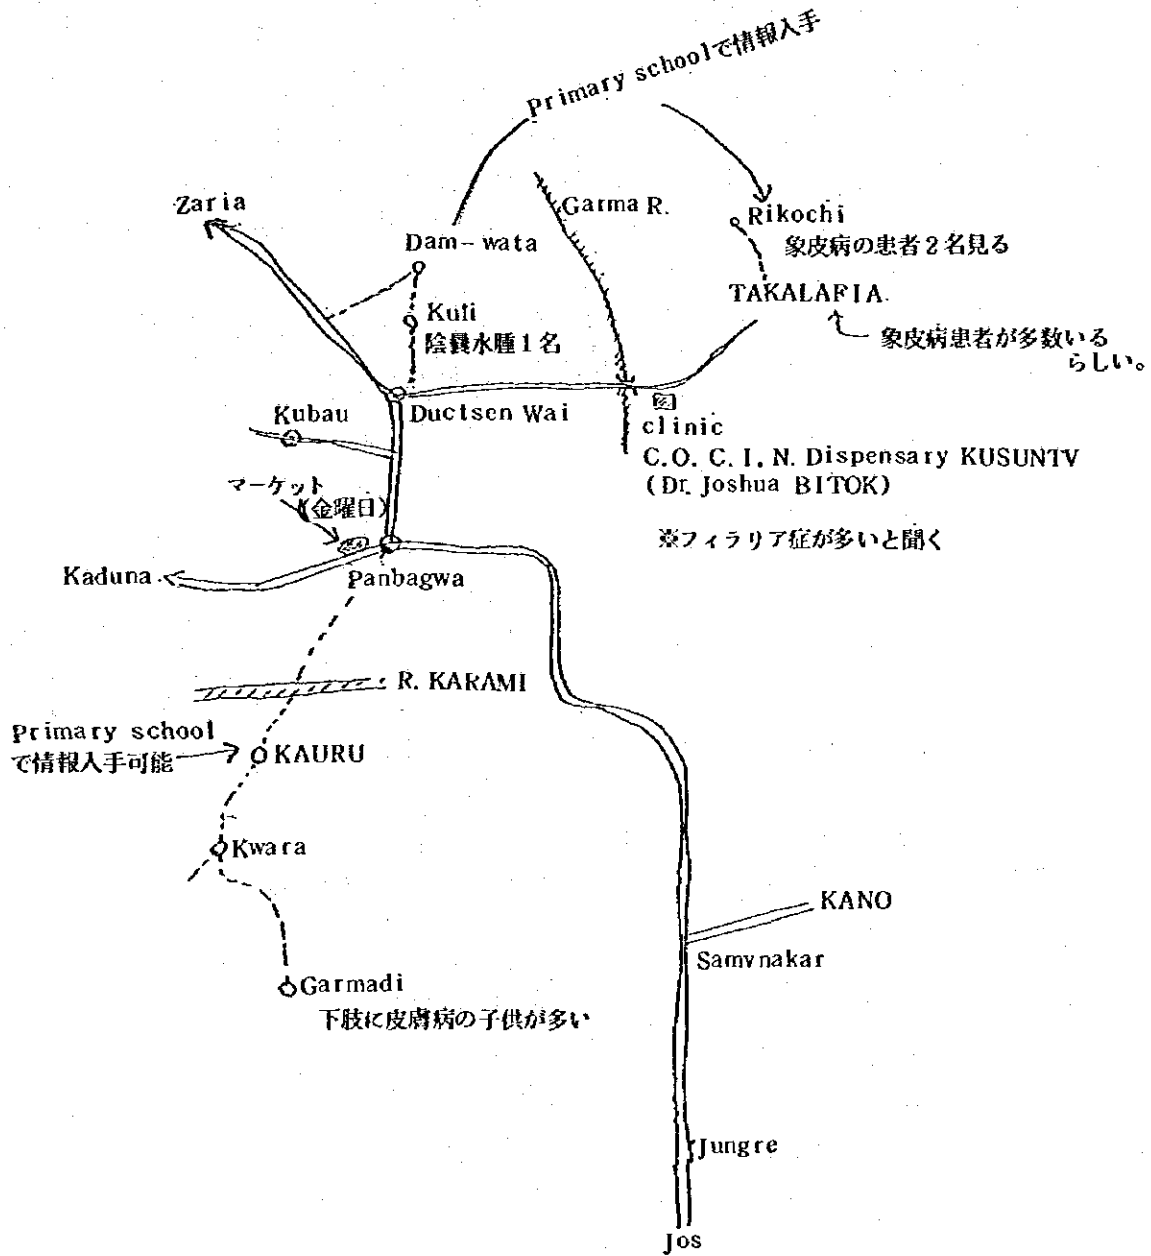 Primary schoolで情報入手
Zaria
Garma R.
Rikochi
象皮病の患者２名見る
Dam-wata
TAKALAFIA.
Kuli
陰嚢水腫１名
象皮病患者が多数いる
らしい。
Kubau
Ductsen Wai
clinic
C.O.C.I.N. Dispensary KUSUNTV
(Dr. Joshua BITOK)
マーケット
(金曜日)
※フィラリア症が多いと聞く
Kaduna
Panbagwa
R. KARAMI
Primary school
で情報入手可能
KAURU
Kwara
KANO
Samvnakar
Garmadi
下肢に皮膚病の子供が多い
Jungre
Jos